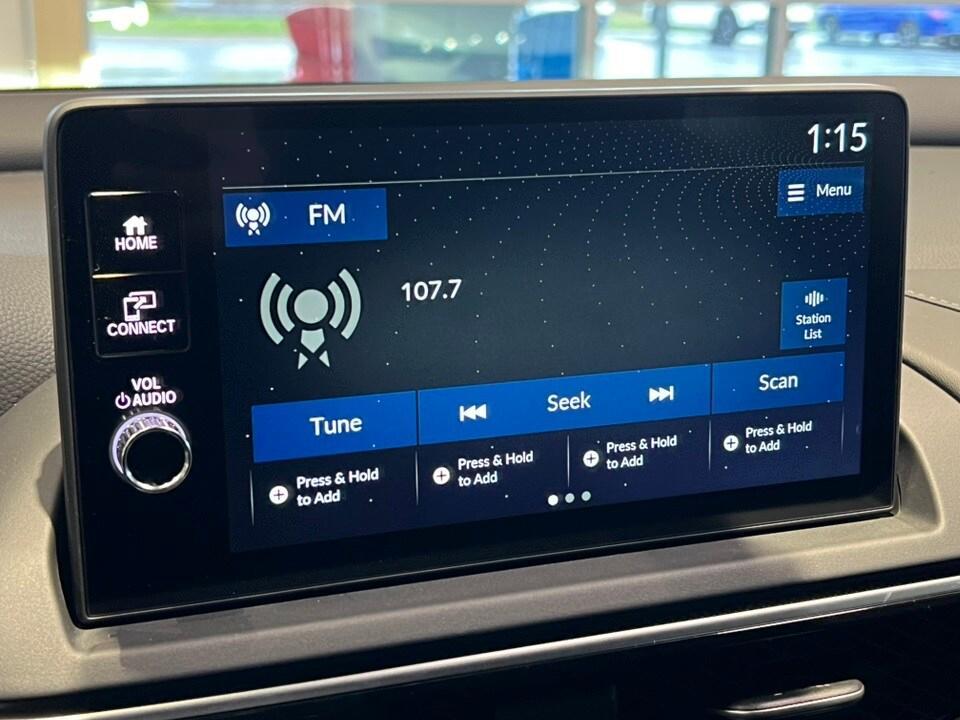 1:15
HOME
CONNECT
VOL
AUDIO
FM
Menu
107.7
Station
List
Tune
Seek
Scan
Press & Hold
to Add
Press & Hold
to Add
Press & Hold
to Add
Press & Hold
to Add